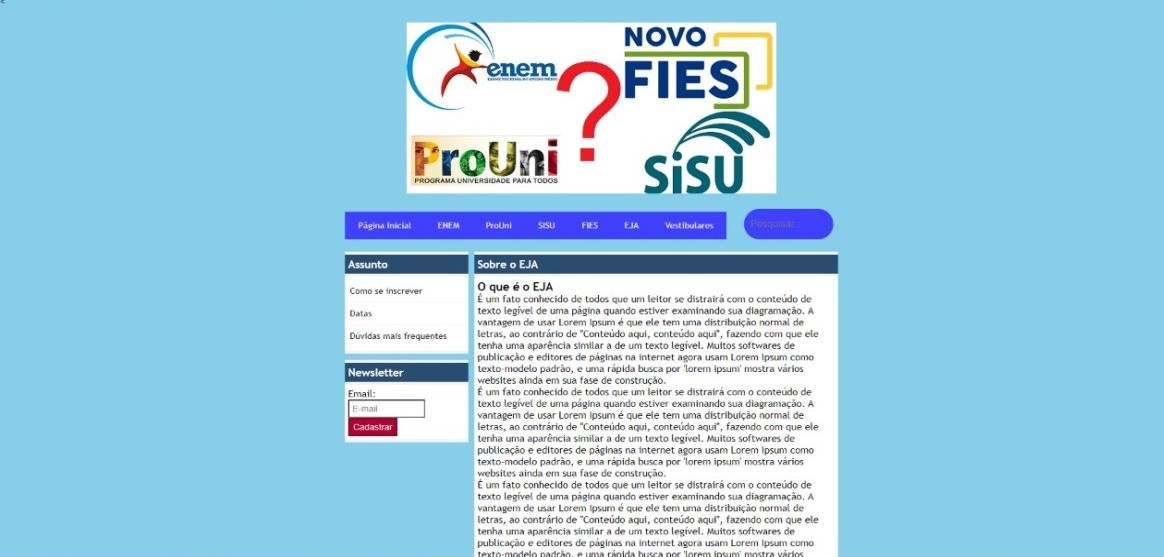 enem
EXAME NACIONAL DO ENSINO MÉDIO
?
NOVO
FIES
ProUni
PROGRAMA UNIVERSIDADE PARA TODOS
SiSU
Página Inicial ENEM ProUni SISU FIES EJA Vestibulares
Pesquisar...
Assunto
Como se inscrever
Datas
Dúvidas mais frequentes
Newsletter
Email:
E-mail
Cadastrar
Sobre o EJA
O que é o EJA
É um fato conhecido de todos que um leitor se distrairá com o conteúdo de
texto legível de uma página quando estiver examinando sua diagramação. A
vantagem de usar Lorem Ipsum é que ele tem uma distribuição normal de
letras, ao contrário de "Conteúdo aqui, conteúdo aqui", fazendo com que ele
tenha uma aparência similar a de um texto legível. Muitos softwares de
publicação e editores de páginas na internet agora usam Lorem Ipsum como
texto-modelo padrão, e uma rápida busca por 'lorem ipsum' mostra vários
websites ainda em sua fase de construção.
É um fato conhecido de todos que um leitor se distrairá com o conteúdo de
texto legível de uma página quando estiver examinando sua diagramação. A
vantagem de usar Lorem Ipsum é que ele tem uma distribuição normal de
letras, ao contrário de "Conteúdo aqui, conteúdo aqui", fazendo com que ele
tenha uma aparência similar a de um texto legível. Muitos softwares de
publicação e editores de páginas na internet agora usam Lorem Ipsum como
texto-modelo padrão, e uma rápida busca por 'lorem ipsum' mostra vários
websites ainda em sua fase de construção.
É um fato conhecido de todos que um leitor se distrairá com o conteúdo de
texto legível de uma página quando estiver examinando sua diagramação. A
vantagem de usar Lorem Ipsum é que ele tem uma distribuição normal de
letras, ao contrário de "Conteúdo aqui, conteúdo aqui", fazendo com que ele
tenha uma aparência similar a de um texto legível. Muitos softwares de
publicação e editores de páginas na internet agora usam Lorem Ipsum como
texto-modelo padrão, e uma rápida busca por 'lorem ipsum' mostra vários